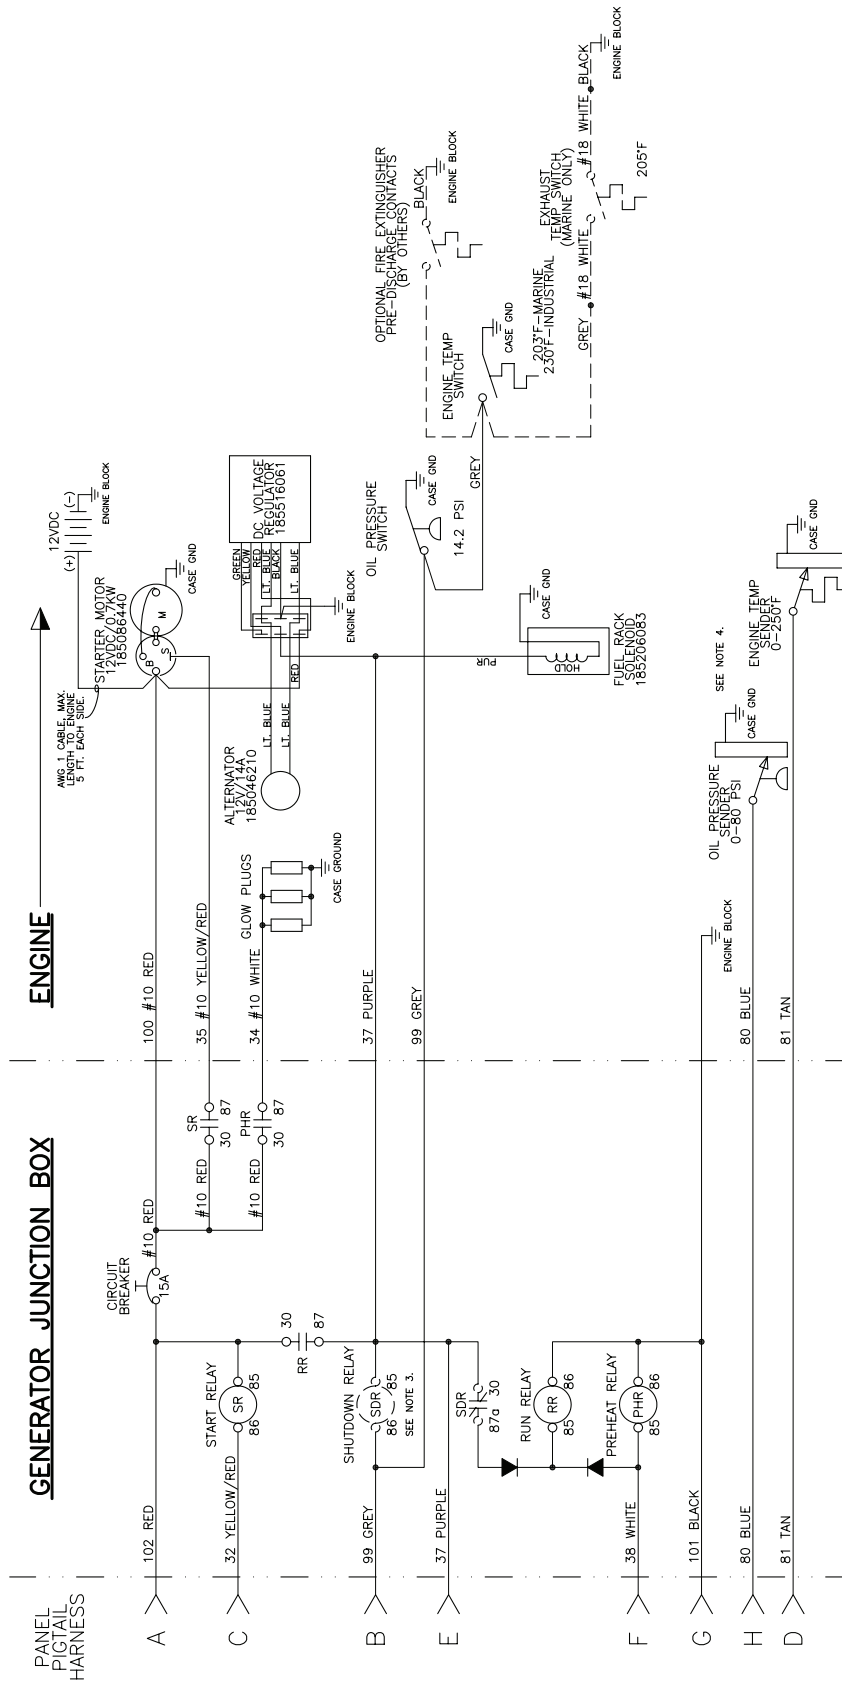 PANEL
PIGTAIL
HARNESS
GENERATOR JUNCTION BOX
ENGINE
A
102 RED
CIRCUIT
BREAKER
15A
#10 RED
100 #10 RED
AWG 1 CABLE, MAX.
LENGTH TO ENGINE
5 FT. EACH SIDE.
STARTER MOTOR
12VDC/0.7KW
185086440
B
S
M
CASE GND
(+)
12VDC
(-)
ENGINE BLOCK
C
32 YELLOW/RED
START RELAY
86
SR
85
#10 RED
SR
30
87
35 #10 YELLOW/RED
#10 RED
PHR
30
87
34 #10 WHITE
GLOW PLUGS
CASE GROUND
ALTERNATOR
12V/14A
185046210
LT. BLUE
LT. BLUE
RED
ENGINE BLOCK
GREEN
YELLOW
RED
LT. BLUE
BLACK
LT. BLUE
DC VOLTAGE
REGULATOR
185516061
RR
30
87
B
99 GREY
SHUTDOWN RELAY
86
SDR
85
SEE NOTE 3.
37 PURPLE
99 GREY
OIL PRESSURE
SWITCH
CASE GND
14.2 PSI
GREY
ENGINE TEMP
SWITCH
CASE GND
203°F-MARINE
230°F-INDUSTRIAL
OPTIONAL FIRE EXTINGUISHER
PRE-DISCHARGE CONTACTS
(BY OTHERS)
BLACK
ENGINE BLOCK
GREY
#18 WHITE
EXHAUST
TEMP SWITCH
(MARINE ONLY)
#18 WHITE
BLACK
ENGINE BLOCK
205°F
PUR
HOLD
CASE GND
FUEL RACK
SOLENOID
185206083
E
37 PURPLE
SDR
87a
30
RUN RELAY
85
RR
86
F
38 WHITE
PREHEAT RELAY
85
PHR
86
G
101 BLACK
ENGINE BLOCK
H
80 BLUE
80 BLUE
OIL PRESSURE
SENDER
0-80 PSI
CASE GND
SEE NOTE 4.
D
81 TAN
81 TAN
ENGINE TEMP
SENDER
0-250°F
CASE GND